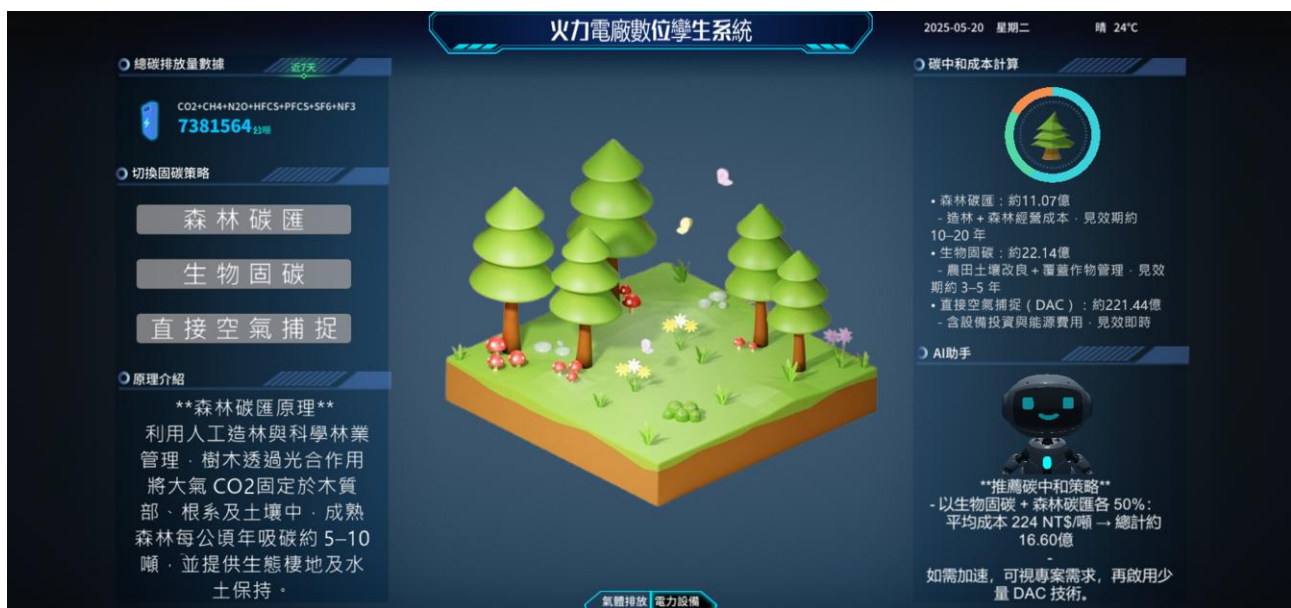 火力電廠數位孿生系統
2025-05-20 星期二 晴 24°C
總碳排放量數據 近7天
CO2+CH4+N2O+HFCS+PFCS+SF6+NF3
7381564公噸
切換固碳策略
森林碳匯
生物固碳
直接空氣捕捉
原理介紹
**森林碳匯原理**
利用人工造林與科學林業
管理，樹木透過光合作用
將大氣 CO2固定於木質
部、根系及土壤中，成熟
森林每公頃年吸碳約 5–10
噸，並提供生態棲地及水
土保持。
碳中和成本計算
• 森林碳匯：約11.07億
- 造林＋森林經營成本，見效期約
10–20 年
• 生物固碳：約22.14億
- 農田土壤改良＋覆蓋作物管理，見效
期約 3–5 年
• 直接空氣捕捉（DAC）：約221.44億
- 含設備投資與能源費用，見效即時
AI助手
**推薦碳中和策略**
- 以生物固碳 + 森林碳匯各 50%：
平均成本 224 NT$/噸 → 總計約
16.60億
-
如需加速，可視專案需求，再啟用少
量 DAC 技術。
氣體排放 電力設備